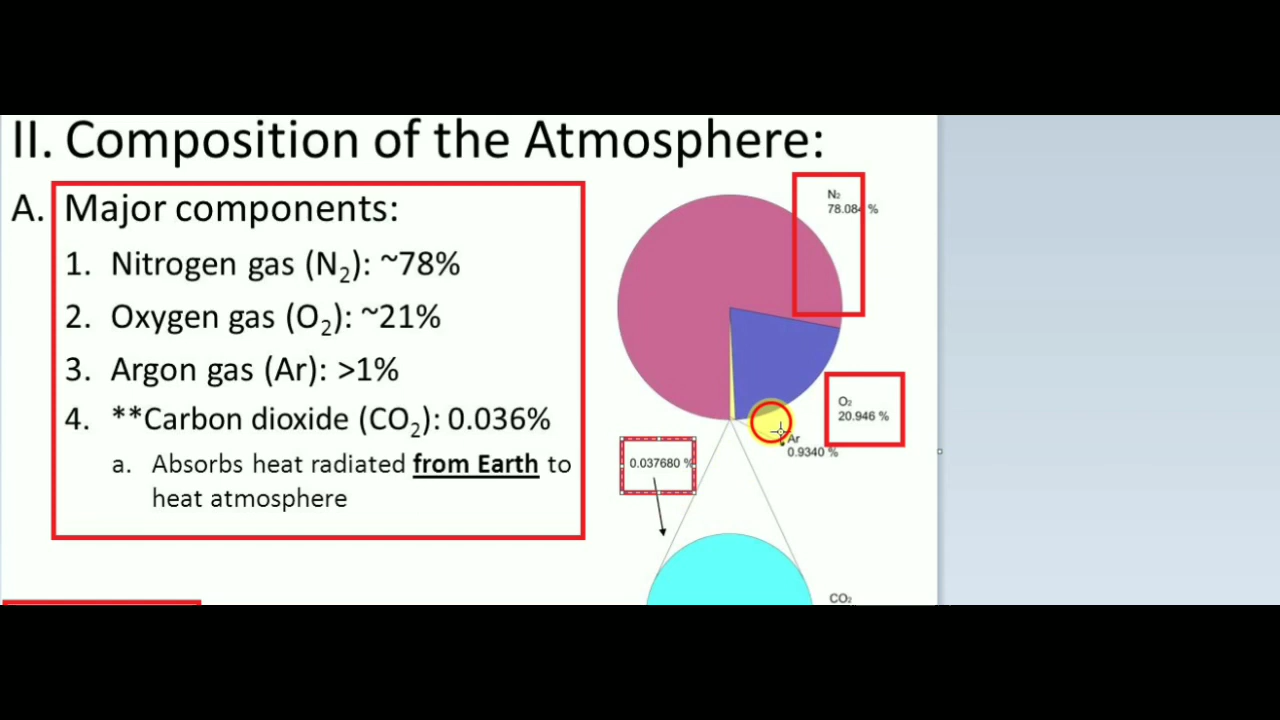 II. Composition of the Atmosphere:
A. Major components:
1. Nitrogen gas (N₂): ~78%
2. Oxygen gas (O₂): ~21%
3. Argon gas (Ar): >1%
4. **Carbon dioxide (CO₂): 0.036%
a. Absorbs heat radiated from Earth to
heat atmosphere
N₂
78.084 %
O₂
20.946 %
Ar
0.9340 %
0.037680 %
CO₂